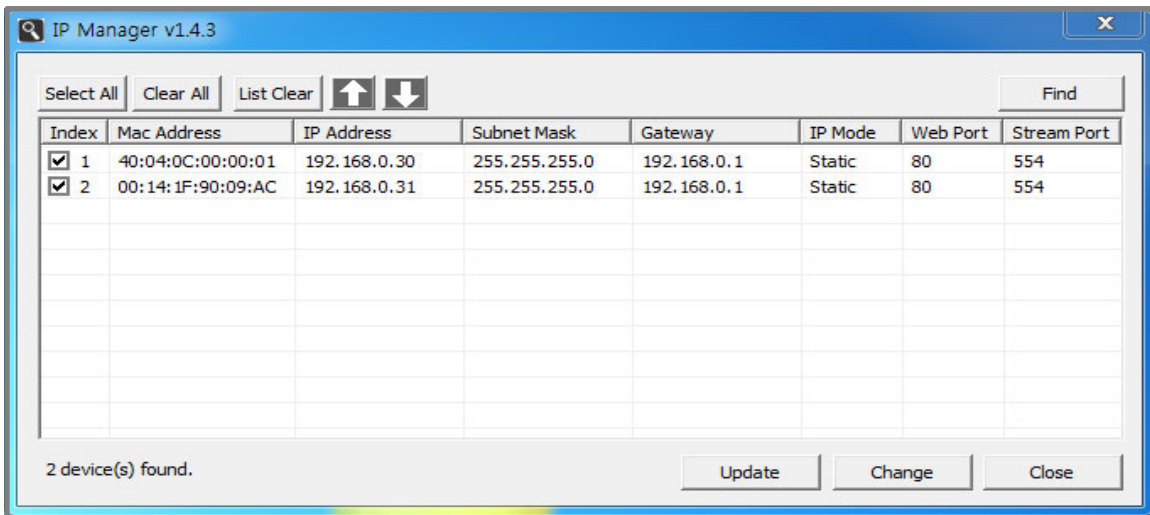 IP Manager v1.4.3
Select All Clear All List Clear Find
Index Mac Address IP Address Subnet Mask Gateway IP Mode Web Port Stream Port
1 40:04:0C:00:00:01 192.168.0.30 255.255.255.0 192.168.0.1 Static 80 554
2 00:14:1F:90:09:AC 192.168.0.31 255.255.255.0 192.168.0.1 Static 80 554
2 device(s) found. Update Change Close